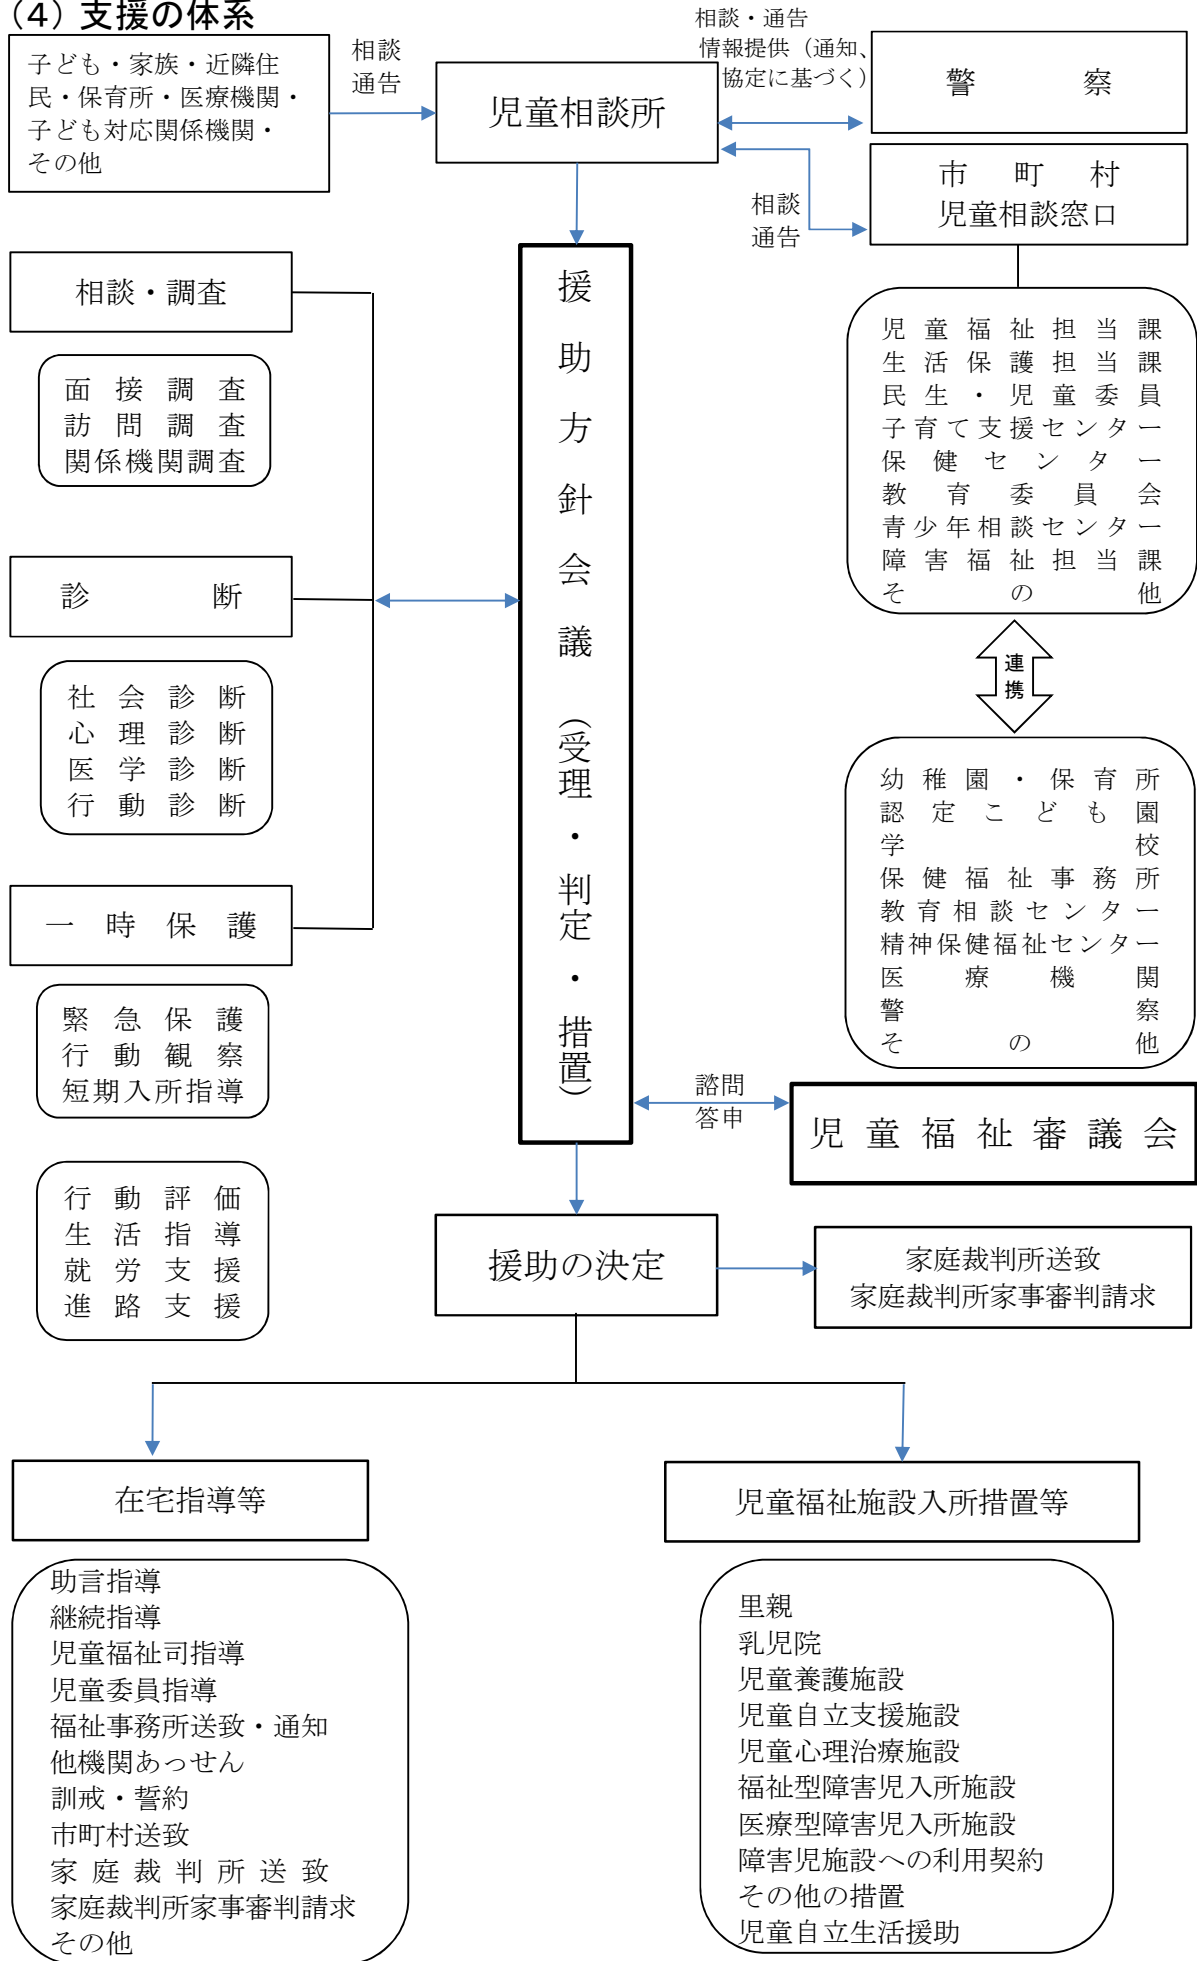 （4）支援の体系
子ども・家族・近隣住
民・保育所・医療機関・
子ども対応関係機関・
その他
相談
通告
児童相談所
相談・通告
情報提供（通知、
協定に基づく）
警察
市町村
児童相談窓口
相談
通告
児童福祉担当課
生活保護担当課
民生・児童委員
子育て支援センター
保健センター
教育委員会
青少年相談センター
障害福祉担当課
その他
連
携
幼稚園・保育所
認定こども園
学校
保健福祉事務所
教育相談センター
精神保健福祉センター
医療機関
警察
その他
相談・調査
面接調査
訪問調査
関係機関調査
診断
社会診断
心理診断
医学診断
行動診断
一時保護
緊急保護
行動観察
短期入所指導
行動評価
生活指導
就労支援
進路支援
援助方針会議（受理・判定・措置）
諮問
答申
児童福祉審議会
援助の決定
家庭裁判所送致
家庭裁判所家事審判請求
在宅指導等
助言指導
継続指導
児童福祉司指導
児童委員指導
福祉事務所送致・通知
他機関あっせん
訓戒・誓約
市町村送致
家庭裁判所送致
家庭裁判所家事審判請求
その他
児童福祉施設入所措置等
里親
乳児院
児童養護施設
児童自立支援施設
児童心理治療施設
福祉型障害児入所施設
医療型障害児入所施設
障害児施設への利用契約
その他の措置
児童自立生活援助